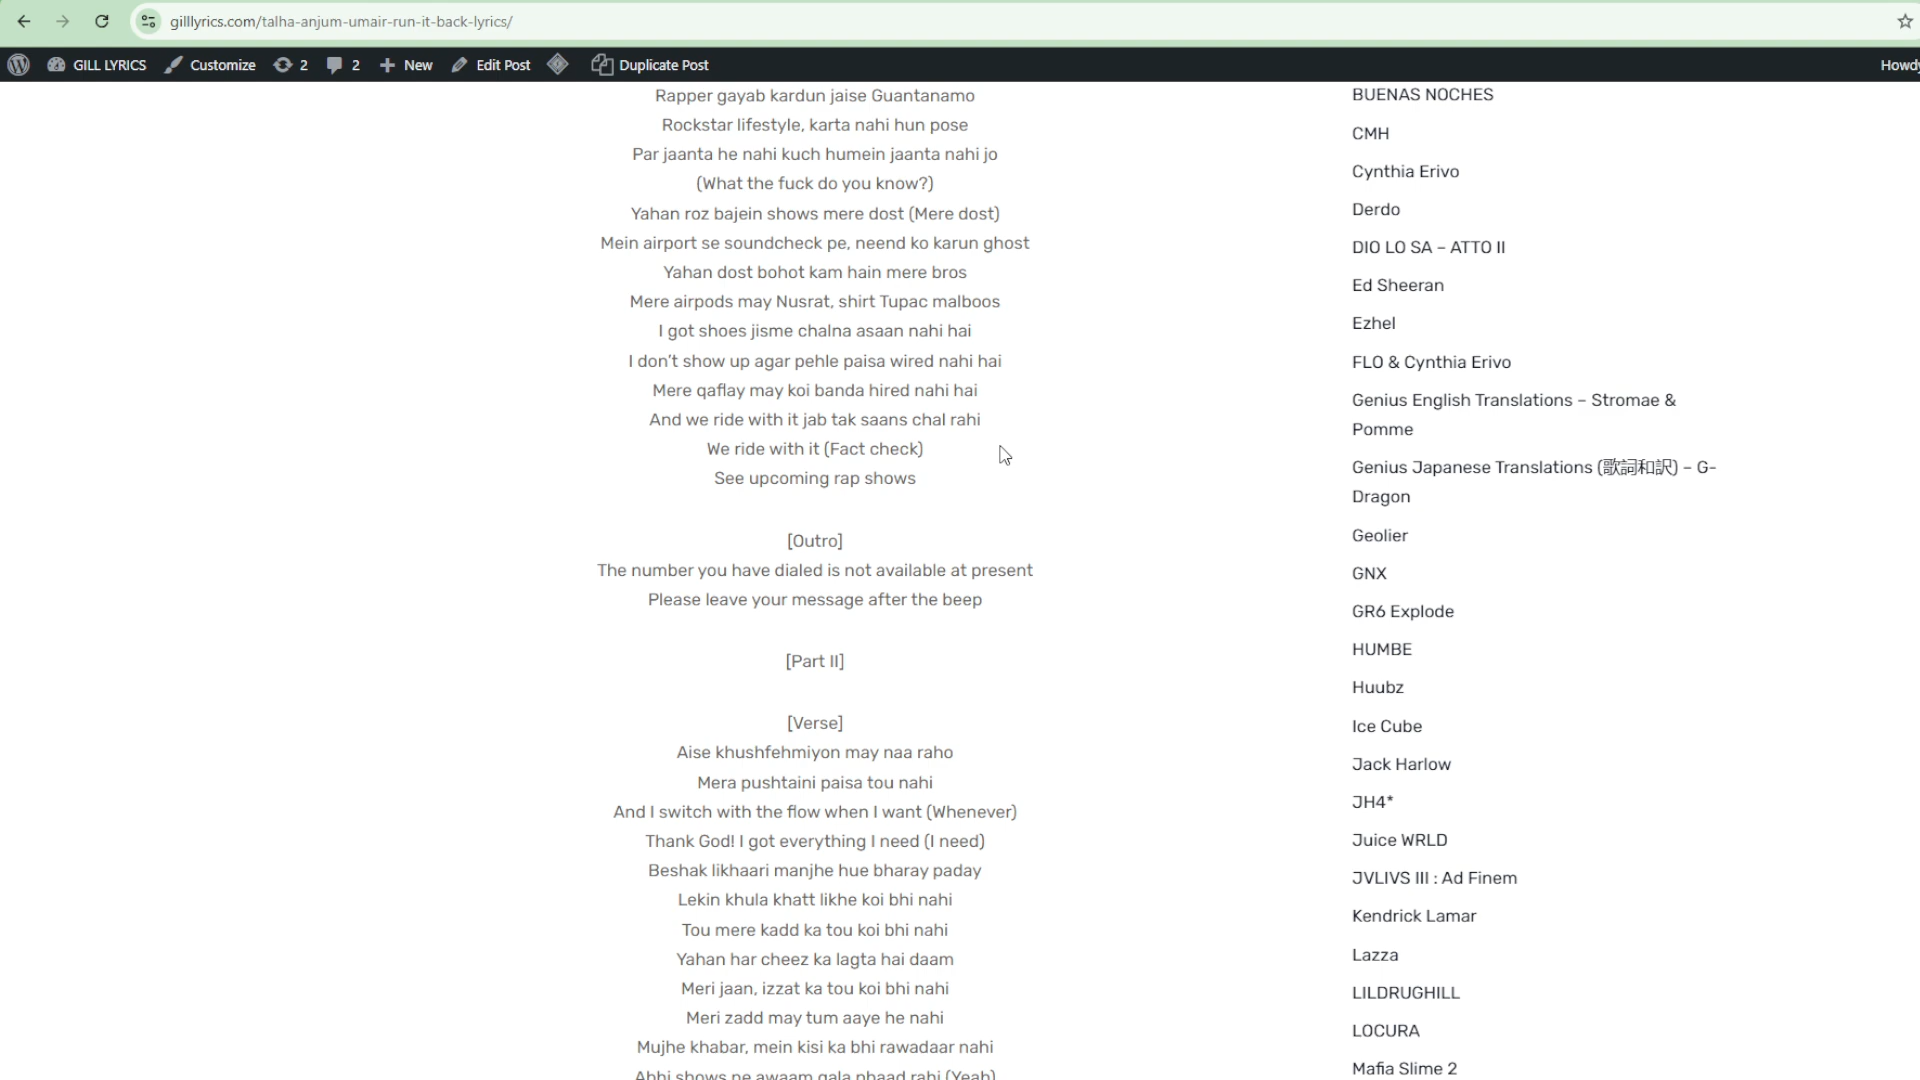 gilllyrics.com/talha-anjum-umair-run-it-back-lyrics/
GILL LYRICS Customize 2 2 New Edit Post Duplicate Post Howdy
Rapper gayab kardun jaise Guantanamo
Rockstar lifestyle, karta nahi hun pose
Par jaanta he nahi kuch humein jaanta nahi jo
(What the fuck do you know?)
Yahan roz bajein shows mere dost (Mere dost)
Mein airport se soundcheck pe, neend ko karun ghost
Yahan dost bohot kam hain mere bros
Mere airpods may Nusrat, shirt Tupac malboos
I got shoes jisme chalna asaan nahi hai
I don’t show up agar pehle paisa wired nahi hai
Mere qaflay may koi banda hired nahi hai
And we ride with it jab tak saans chal rahi
We ride with it (Fact check)
See upcoming rap shows
[Outro]
The number you have dialed is not available at present
Please leave your message after the beep
[Part II]
[Verse]
Aise khushfehmiyon may naa raho
Mera pushtaini paisa tou nahi
And I switch with the flow when I want (Whenever)
Thank God! I got everything I need (I need)
Beshak likhaari manjhe hue bharay paday
Lekin khula khatt likhe koi bhi nahi
Tou mere kadd ka tou koi bhi nahi
Yahan har cheez ka lagta hai daam
Meri jaan, izzat ka tou koi bhi nahi
Meri zadd may tum aaye he nahi
Mujhe khabar, mein kisi ka bhi rawadaar nahi
Abhi shows pe awaam gala phaad rahi (Yeah)
BUENAS NOCHES
CMH
Cynthia Erivo
Derdo
DIO LO SA – ATTO II
Ed Sheeran
Ezhel
FLO & Cynthia Erivo
Genius English Translations – Stromae &
Pomme
Genius Japanese Translations (歌詞和訳) – G-
Dragon
Geolier
GNX
GR6 Explode
HUMBE
Huubz
Ice Cube
Jack Harlow
JH4*
Juice WRLD
JVLIVS III : Ad Finem
Kendrick Lamar
Lazza
LILDRUGHILL
LOCURA
Mafia Slime 2